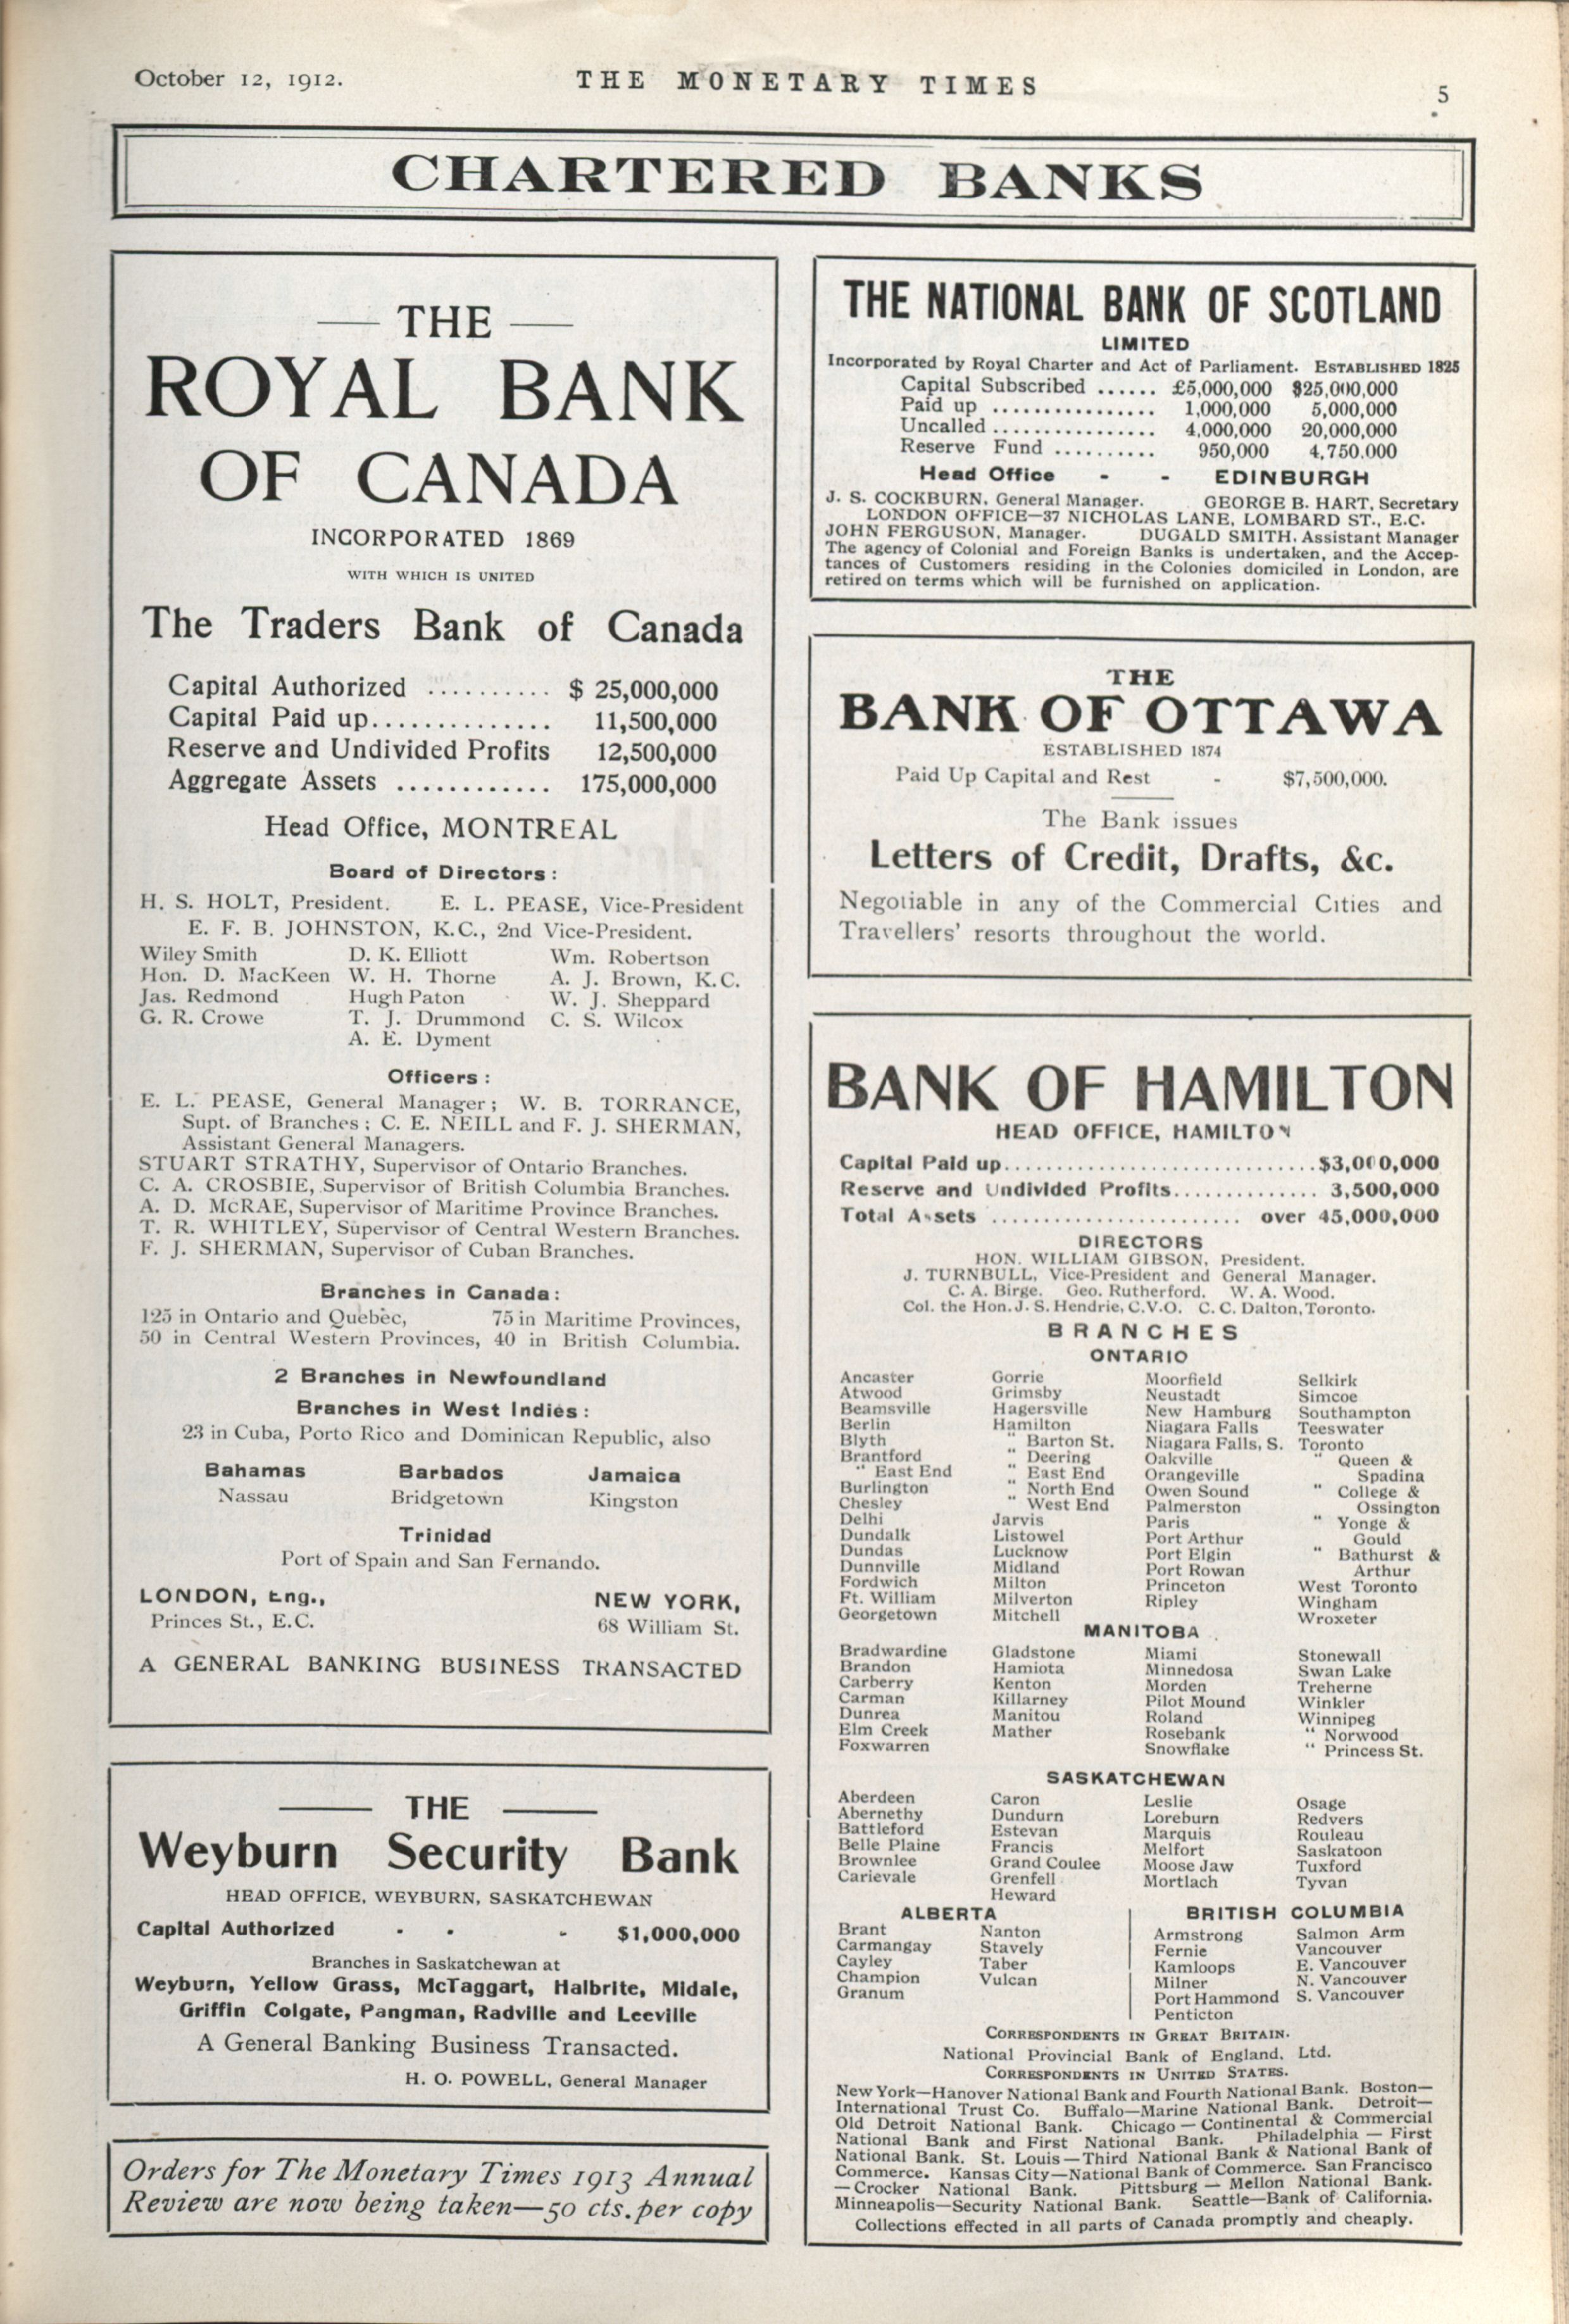 October 12, 1912.
THE MONETARY TIMES
5
CHARTERED BANKS
THE
ROYAL BANK
OF CANADA
INCORPORATED 1869
WITH WHICH IS UNITED
The Traders Bank of Canada
Capital Authorized .......... $ 25,000,000
Capital Paid up.............. 11,500,000
Reserve and Undivided Profits 12,500,000
Aggregate Assets ............ 175,000,000
Head Office, MONTREAL
Board of Directors:
H. S. HOLT, President. E. L. PEASE, Vice-President
E. F. B. JOHNSTON, K.C., 2nd Vice-President.
Wiley Smith D. K. Elliott Wm. Robertson
Hon. D. MacKeen W. H. Thorne A. J. Brown, K.C.
Jas. Redmond Hugh Paton W. J. Sheppard
G. R. Crowe T. J. Drummond C. S. Wilcox
A. E. Dyment
Officers:
E. L. PEASE, General Manager; W. B. TORRANCE,
Supt. of Branches; C. E. NEILL and F. J. SHERMAN,
Assistant General Managers.
STUART STRATHY, Supervisor of Ontario Branches.
C. A. CROSBIE, Supervisor of British Columbia Branches.
A. D. McRAE, Supervisor of Maritime Province Branches.
T. R. WHITLEY, Supervisor of Central Western Branches.
F. J. SHERMAN, Supervisor of Cuban Branches.
Branches in Canada:
125 in Ontario and Quebec, 75 in Maritime Provinces,
50 in Central Western Provinces, 40 in British Columbia.
2 Branches in Newfoundland
Branches in West Indies:
23 in Cuba, Porto Rico and Dominican Republic, also
Bahamas Barbados Jamaica
Nassau Bridgetown Kingston
Trinidad
Port of Spain and San Fernando.
LONDON, Eng., NEW YORK,
Princes St., E.C. 68 William St.
A GENERAL BANKING BUSINESS TRANSACTED
THE
Weyburn Security Bank
HEAD OFFICE, WEYBURN, SASKATCHEWAN
Capital Authorized - - - $1,000,000
Branches in Saskatchewan at
Weyburn, Yellow Grass, McTaggart, Halbrite, Midale,
Griffin Colgate, Pangman, Radville and Leeville
A General Banking Business Transacted.
H. O. POWELL, General Manager
Orders for The Monetary Times 1913 Annual
Review are now being taken—50 cts. per copy
THE NATIONAL BANK OF SCOTLAND
LIMITED
Incorporated by Royal Charter and Act of Parliament. ESTABLISHED 1825
Capital Subscribed ...... £5,000,000 $25,000,000
Paid up ................ 1,000,000 5,000,000
Uncalled ................ 4,000,000 20,000,000
Reserve Fund .......... 950,000 4,750,000
Head Office - - EDINBURGH
J. S. COCKBURN, General Manager. GEORGE B. HART, Secretary
LONDON OFFICE—37 NICHOLAS LANE, LOMBARD ST., E.C.
JOHN FERGUSON, Manager. DUGALD SMITH, Assistant Manager
The agency of Colonial and Foreign Banks is undertaken, and the Accep-
tances of Customers residing in the Colonies domiciled in London, are
retired on terms which will be furnished on application.
THE
BANK OF OTTAWA
ESTABLISHED 1874
Paid Up Capital and Rest - $7,500,000.
The Bank issues
Letters of Credit, Drafts, &c.
Negotiable in any of the Commercial Cities and
Travellers' resorts throughout the world.
BANK OF HAMILTON
HEAD OFFICE, HAMILTON
Capital Paid up...............................$3,000,000
Reserve and Undivided Profits.............. 3,500,000
Total Assets ......................... over 45,000,000
DIRECTORS
HON. WILLIAM GIBSON, President.
J. TURNBULL, Vice-President and General Manager.
C. A. Birge. Geo. Rutherford. W. A. Wood.
Col. the Hon. J. S. Hendrie, C.V.O. C. C. Dalton, Toronto.
BRANCHES
ONTARIO
Ancaster Gorrie Moorfield Selkirk
Atwood Grimsby Neustadt Simcoe
Beamsville Hagersville New Hamburg Southampton
Berlin Hamilton Niagara Falls Teeswater
Blyth " Barton St. Niagara Falls, S. Toronto
Brantford " Deering Oakville " Queen &
" East End " East End Orangeville Spadina
Burlington " North End Owen Sound " College &
Chesley " West End Palmerston Ossington
Delhi Jarvis Paris " Yonge &
Dundalk Listowel Port Arthur Gould
Dundas Lucknow Port Elgin " Bathurst &
Dunnville Midland Port Rowan Arthur
Fordwich Milton Princeton West Toronto
Ft. William Milverton Ripley Wingham
Georgetown Mitchell Wroxeter
MANITOBA
Bradwardine Gladstone Miami Stonewall
Brandon Hamiota Minnedosa Swan Lake
Carberry Kenton Morden Treherne
Carman Killarney Pilot Mound Winkler
Dunrea Manitou Roland Winnipeg
Elm Creek Mather Rosebank " Norwood
Foxwarren Snowflake " Princess St.
SASKATCHEWAN
Aberdeen Caron Leslie Osage
Abernethy Dundurn Loreburn Redvers
Battleford Estevan Marquis Rouleau
Belle Plaine Francis Melfort Saskatoon
Brownlee Grand Coulee Moose Jaw Tuxford
Carievale Grenfell Mortlach Tyvan
Heward
ALBERTA
Brant Nanton
Carmangay Stavely
Cayley Taber
Champion Vulcan
Granum
BRITISH COLUMBIA
Armstrong Salmon Arm
Fernie Vancouver
Kamloops E. Vancouver
Milner N. Vancouver
Port Hammond S. Vancouver
Penticton
CORRESPONDENTS IN GREAT BRITAIN.
National Provincial Bank of England, Ltd.
CORRESPONDENTS IN UNITED STATES.
New York—Hanover National Bank and Fourth National Bank. Boston—
International Trust Co. Buffalo—Marine National Bank. Detroit—
Old Detroit National Bank. Chicago—Continental & Commercial
National Bank and First National Bank. Philadelphia—First
National Bank. St. Louis—Third National Bank & National Bank of
Commerce. Kansas City—National Bank of Commerce. San Francisco
—Crocker National Bank. Pittsburg—Mellon National Bank.
Minneapolis—Security National Bank. Seattle—Bank of California.
Collections effected in all parts of Canada promptly and cheaply.